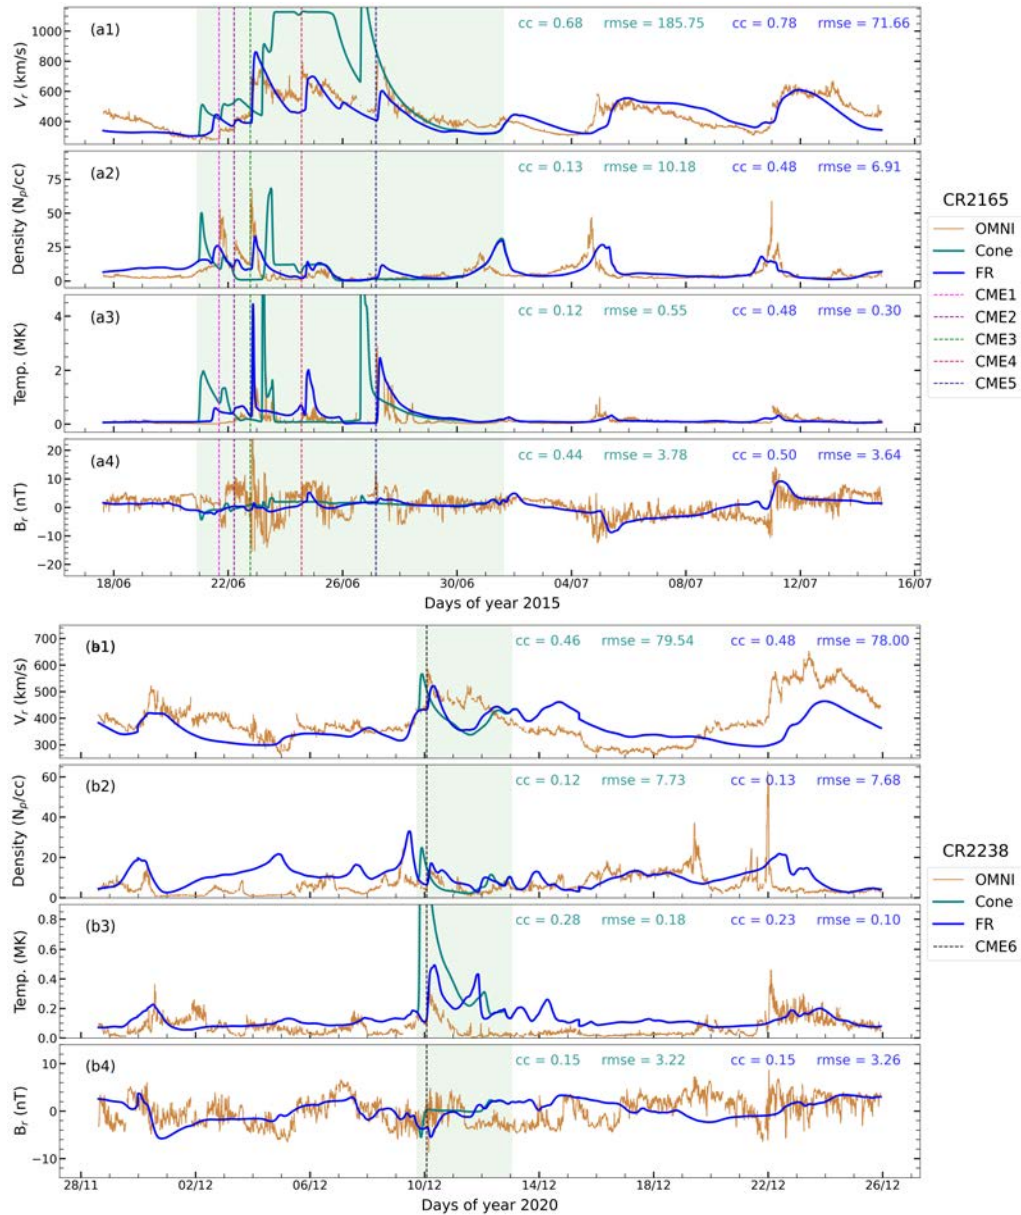 (a1)
cc = 0.68 rmse = 185.75 cc = 0.78 rmse = 71.66
1000
800
600
400
V_r (km/s)
(a2)
cc = 0.13 rmse = 10.18 cc = 0.48 rmse = 6.91
75
50
25
0
Density (N_p/cc)
(a3)
cc = 0.12 rmse = 0.55 cc = 0.48 rmse = 0.30
4
2
0
Temp. (MK)
(a4)
cc = 0.44 rmse = 3.78 cc = 0.50 rmse = 3.64
20
10
0
−10
−20
B_r (nT)
18/06 22/06 26/06 30/06 04/07 08/07 12/07 16/07
Days of year 2015
CR2165
OMNI
Cone
FR
CME1
CME2
CME3
CME4
CME5
(b1)
cc = 0.46 rmse = 79.54 cc = 0.48 rmse = 78.00
700
600
500
400
300
V_r (km/s)
(b2)
cc = 0.12 rmse = 7.73 cc = 0.13 rmse = 7.68
60
40
20
0
Density (N_p/cc)
(b3)
cc = 0.28 rmse = 0.18 cc = 0.23 rmse = 0.10
0.8
0.6
0.4
0.2
0.0
Temp. (MK)
(b4)
cc = 0.15 rmse = 3.22 cc = 0.15 rmse = 3.26
10
0
−10
B_r (nT)
28/11 02/12 06/12 10/12 14/12 18/12 22/12 26/12
Days of year 2020
CR2238
OMNI
Cone
FR
CME6